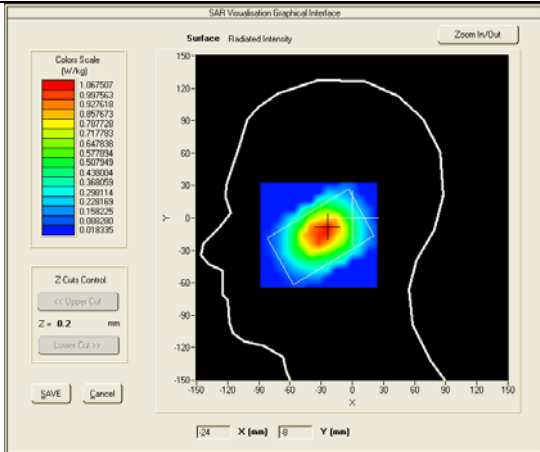 SAR Visualisation Graphical Interface
Surface Radiated Intensity
Zoom In/Out
Colors Scale
(W/kg)
1.067507
0.997563
0.927618
0.857673
0.787728
0.717783
0.647838
0.577894
0.507949
0.438004
0.368059
0.298114
0.228169
0.158225
0.088280
0.018335
Z-Cuts Control
<< Upper Cut
Z = 0.2 mm
Lower Cut >>
SAVE Cancel
150-
120-
90-
60-
30-
0-
-30-
-60-
-90-
-120-
-150-
Y
-150 -120 -90 -60 -30 0 30 60 90 120 150
X
-24 X (mm) -8 Y (mm)